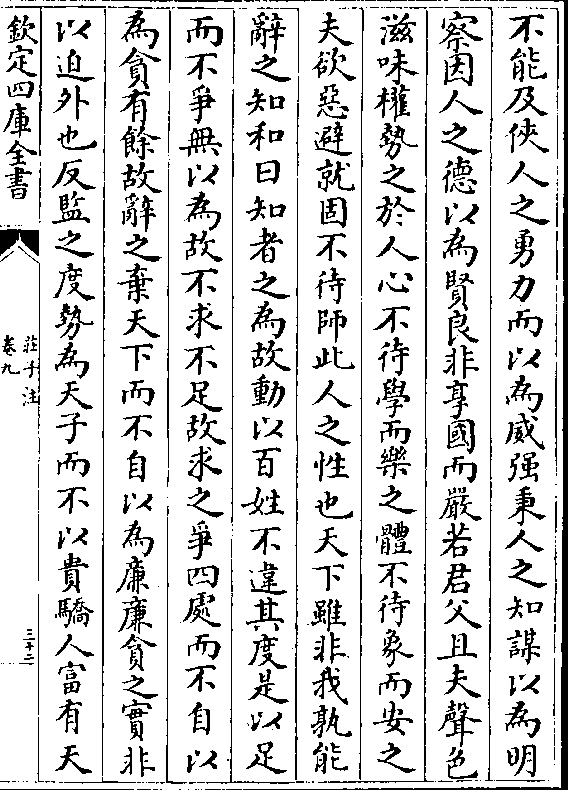 不能及俠人之勇力而以為威强秉人之知謀以為明
察因人之德以為賢良非享國而嚴若君父且夫聲色
滋味權勢之於人心不待學而樂之體不待象而安之
夫欲惡避就固不待師此人之性也天下雖非我孰能
辭之知和曰知者之為故動以百姓不違其度是以足
而不爭無以為故不求不足故求之爭四處而不自以
為貪有餘故辭之棄天下而不自以為廉廉貪之實非
以迫外也反監之度勢為天子而不以貴驕人富有天
欽定四庫全書
莊子注
卷九
三十二